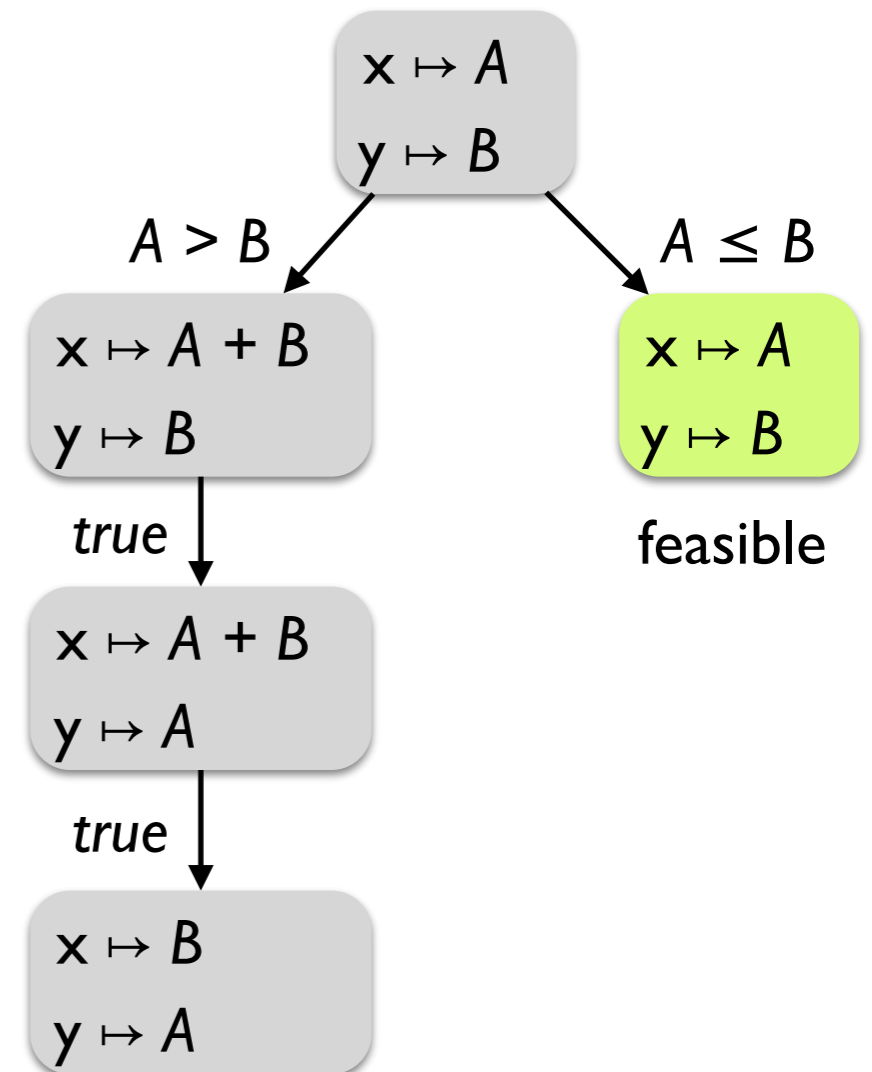 x ↦ A
y ↦ B
A > B
A ≤ B
x ↦ A + B
y ↦ B
x ↦ A
y ↦ B
true
feasible
x ↦ A + B
y ↦ A
true
x ↦ B
y ↦ A